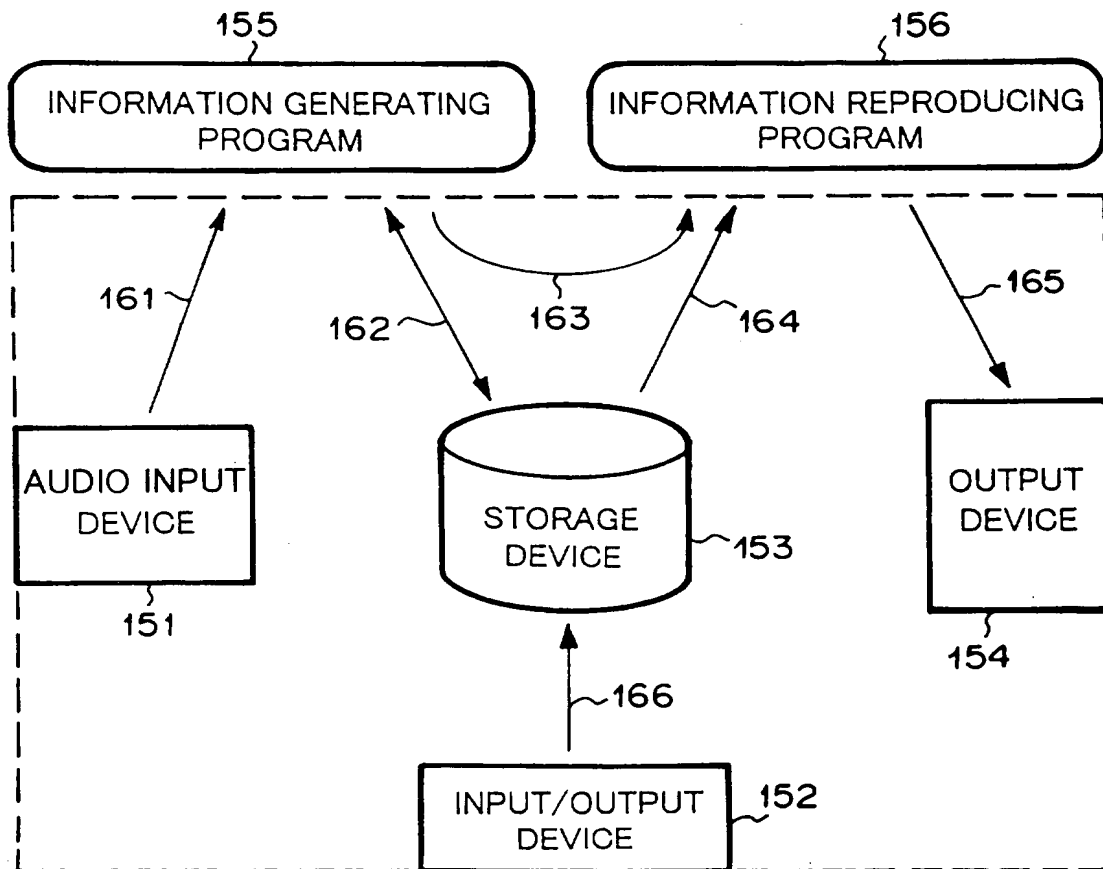 155
156
INFORMATION GENERATING
PROGRAM
INFORMATION REPRODUCING
PROGRAM
161
162
163
164
165
AUDIO INPUT
DEVICE
151
STORAGE
DEVICE
153
OUTPUT
DEVICE
154
166
INPUT/OUTPUT
DEVICE
152